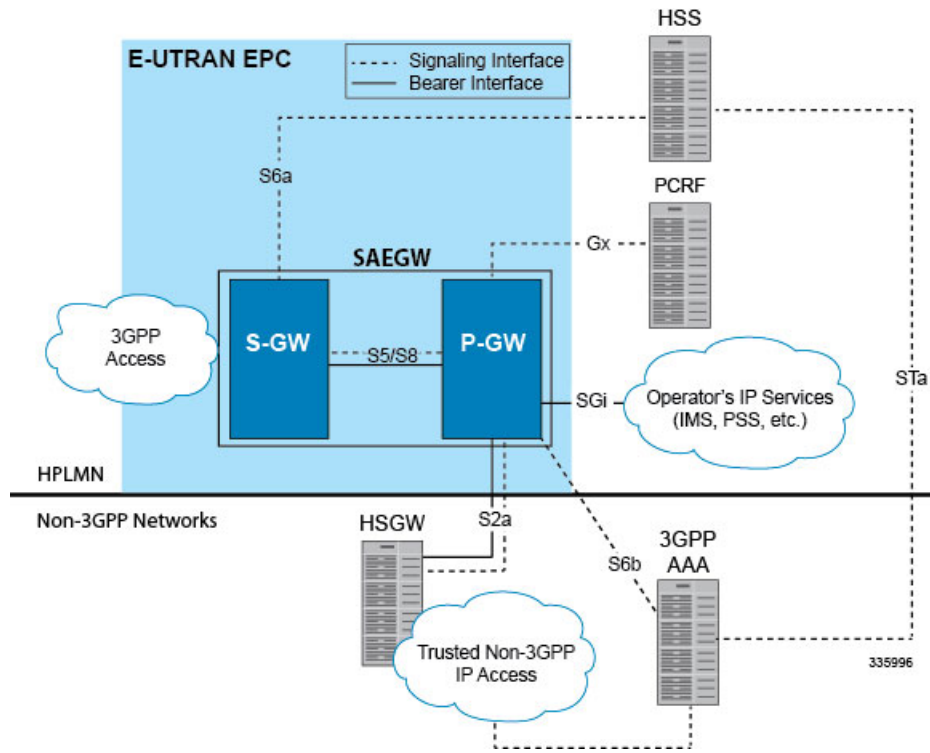 HSS
E-UTRAN EPC
Signaling Interface
Bearer Interface
S6a
PCRF
Gx
SAEGW
3GPP
Access
S-GW
P-GW
S5/S8
STa
SGi
Operator's IP Services
(IMS, PSS, etc.)
HPLMN
Non-3GPP Networks
S2a
HSGW
3GPP
AAA
S6b
Trusted Non-3GPP
IP Access
335996